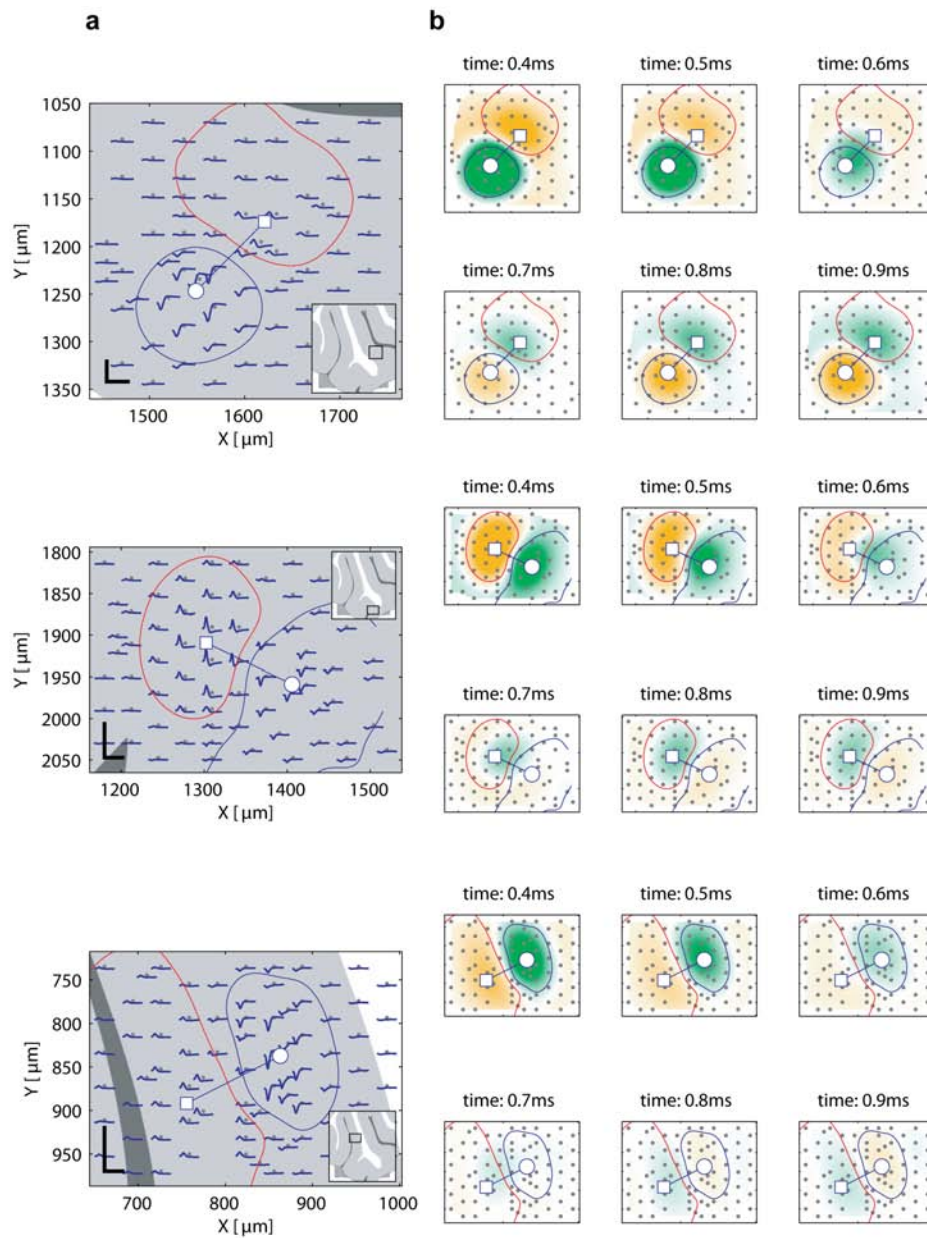 a
b
time: 0.4ms
time: 0.5ms
time: 0.6ms
1050
1100
1150
1200
1250
1300
1350
Y [ µm]
1500
1600
1700
X [ µm]
time: 0.7ms
time: 0.8ms
time: 0.9ms
time: 0.4ms
time: 0.5ms
time: 0.6ms
1800
1850
1900
1950
2000
2050
Y [ µm]
1200
1300
1400
1500
X [ µm]
time: 0.7ms
time: 0.8ms
time: 0.9ms
time: 0.4ms
time: 0.5ms
time: 0.6ms
750
800
850
900
950
Y [ µm]
700
800
900
1000
X [ µm]
time: 0.7ms
time: 0.8ms
time: 0.9ms